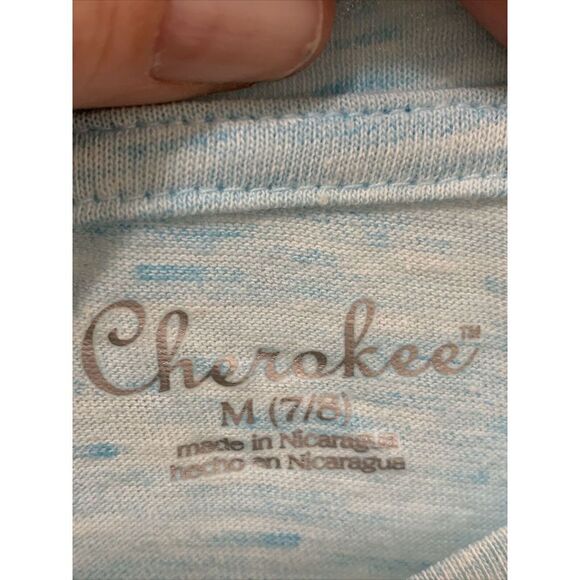 Cherokee™
M (7/8)
made in Nicaragua
hecho en Nicaragua